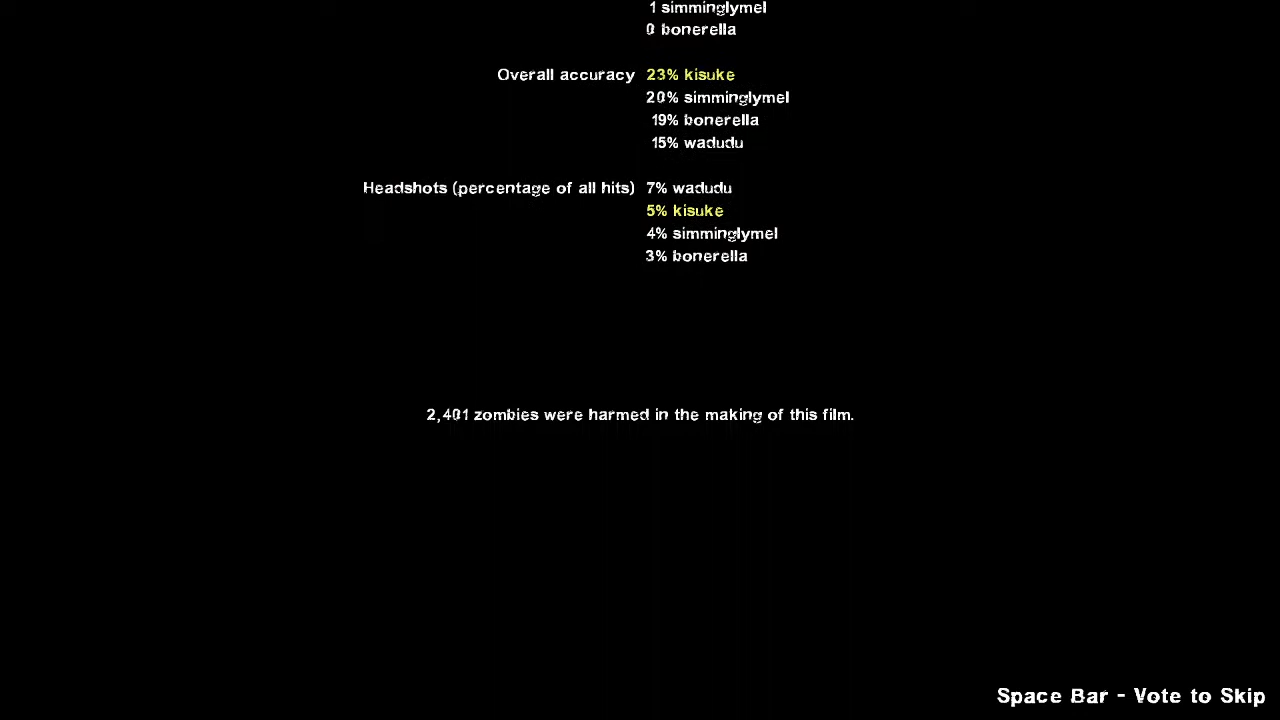 1 simminglymel
0 bonerella
Overall accuracy 23% kisuke
20% simminglymel
19% bonerella
15% wadudu
Headshots (percentage of all hits) 7% wadudu
5% kisuke
4% simminglymel
3% bonerella
2,401 zombies were harmed in the making of this film.
Space Bar - Vote to Skip